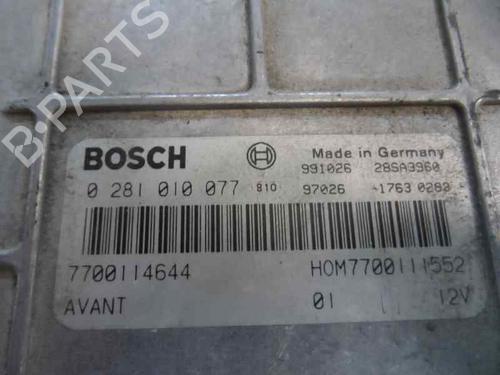 B·PARTS
BOSCH Made in Germany
991026 28SA3960
0 281 010 077 810 97026 -1763 0283
7700114644 HOM7700111552
AVANT 01 12V